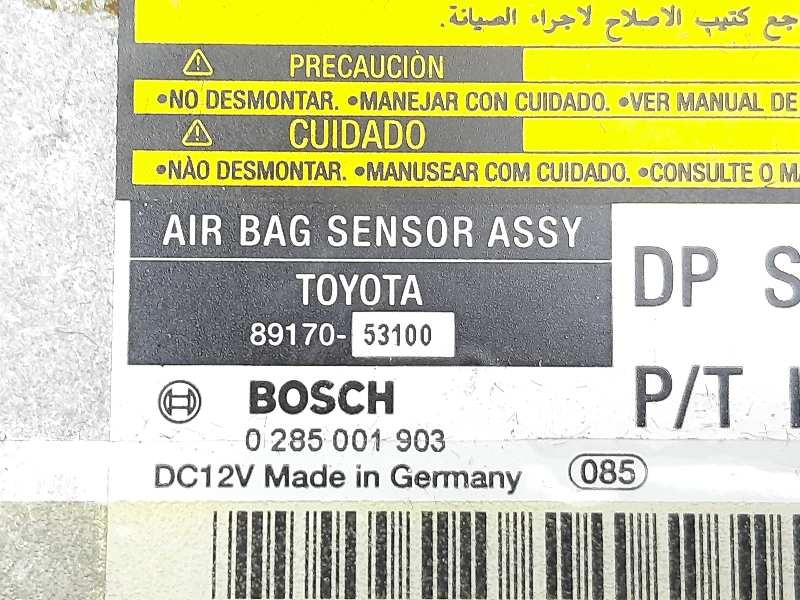 جع كتيب الاصلاح لاجراء الصيانة.
PRECAUCIÒN
•NO DESMONTAR. •MANEJAR CON CUIDADO. •VER MANUAL DE
CUIDADO
•NÀO DESMONTAR. •MANUSEAR COM CUIDADO. •CONSULTE O MA
AIR BAG SENSOR ASSY
TOYOTA
89170-53100
DP S
P/T
BOSCH
0 285 001 903
DC12V Made in Germany 085